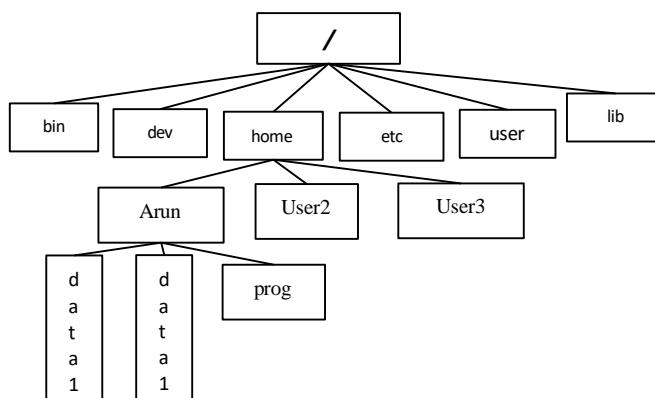 /
bin
dev
home
etc
user
lib
Arun
User2
User3
data1
data1
prog